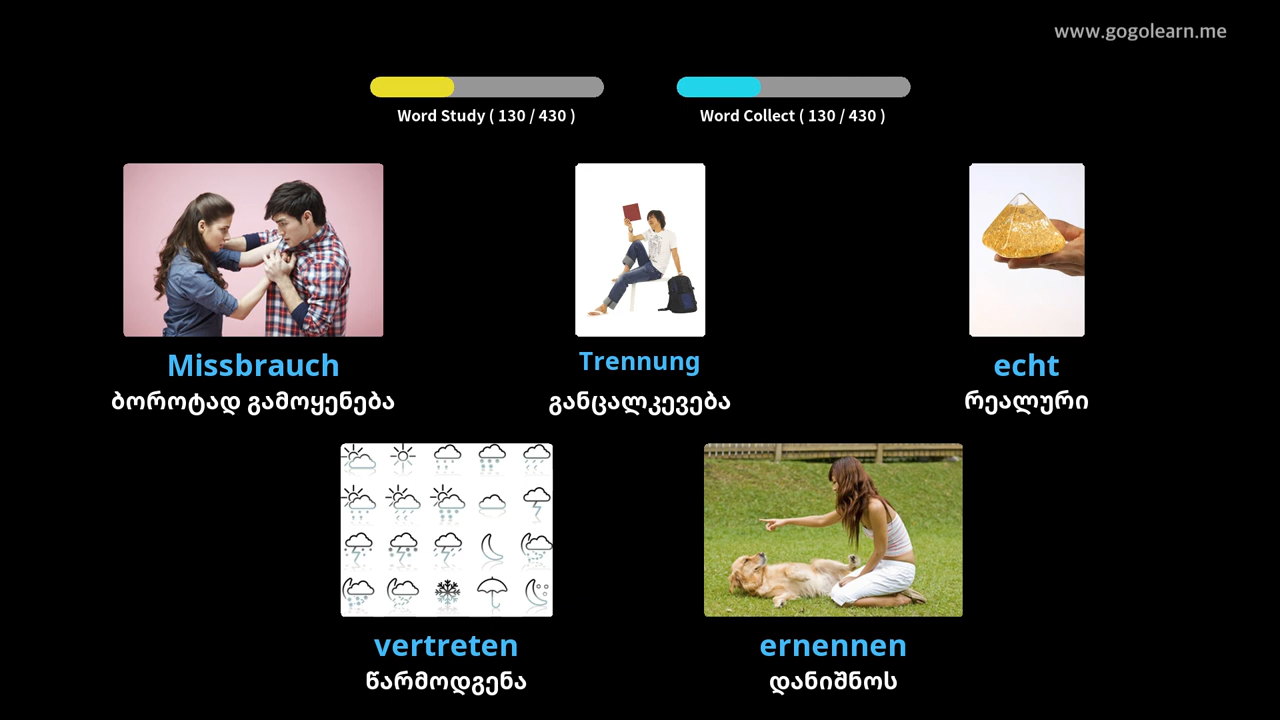 www.gogolearn.me
Word Study ( 130 / 430 )
Word Collect ( 130 / 430 )
Missbrauch
ბოროტად გამოყენება
Trennung
განცალკევება
echt
რეალური
vertreten
წარმოდგენა
ernennen
დანიშნოს